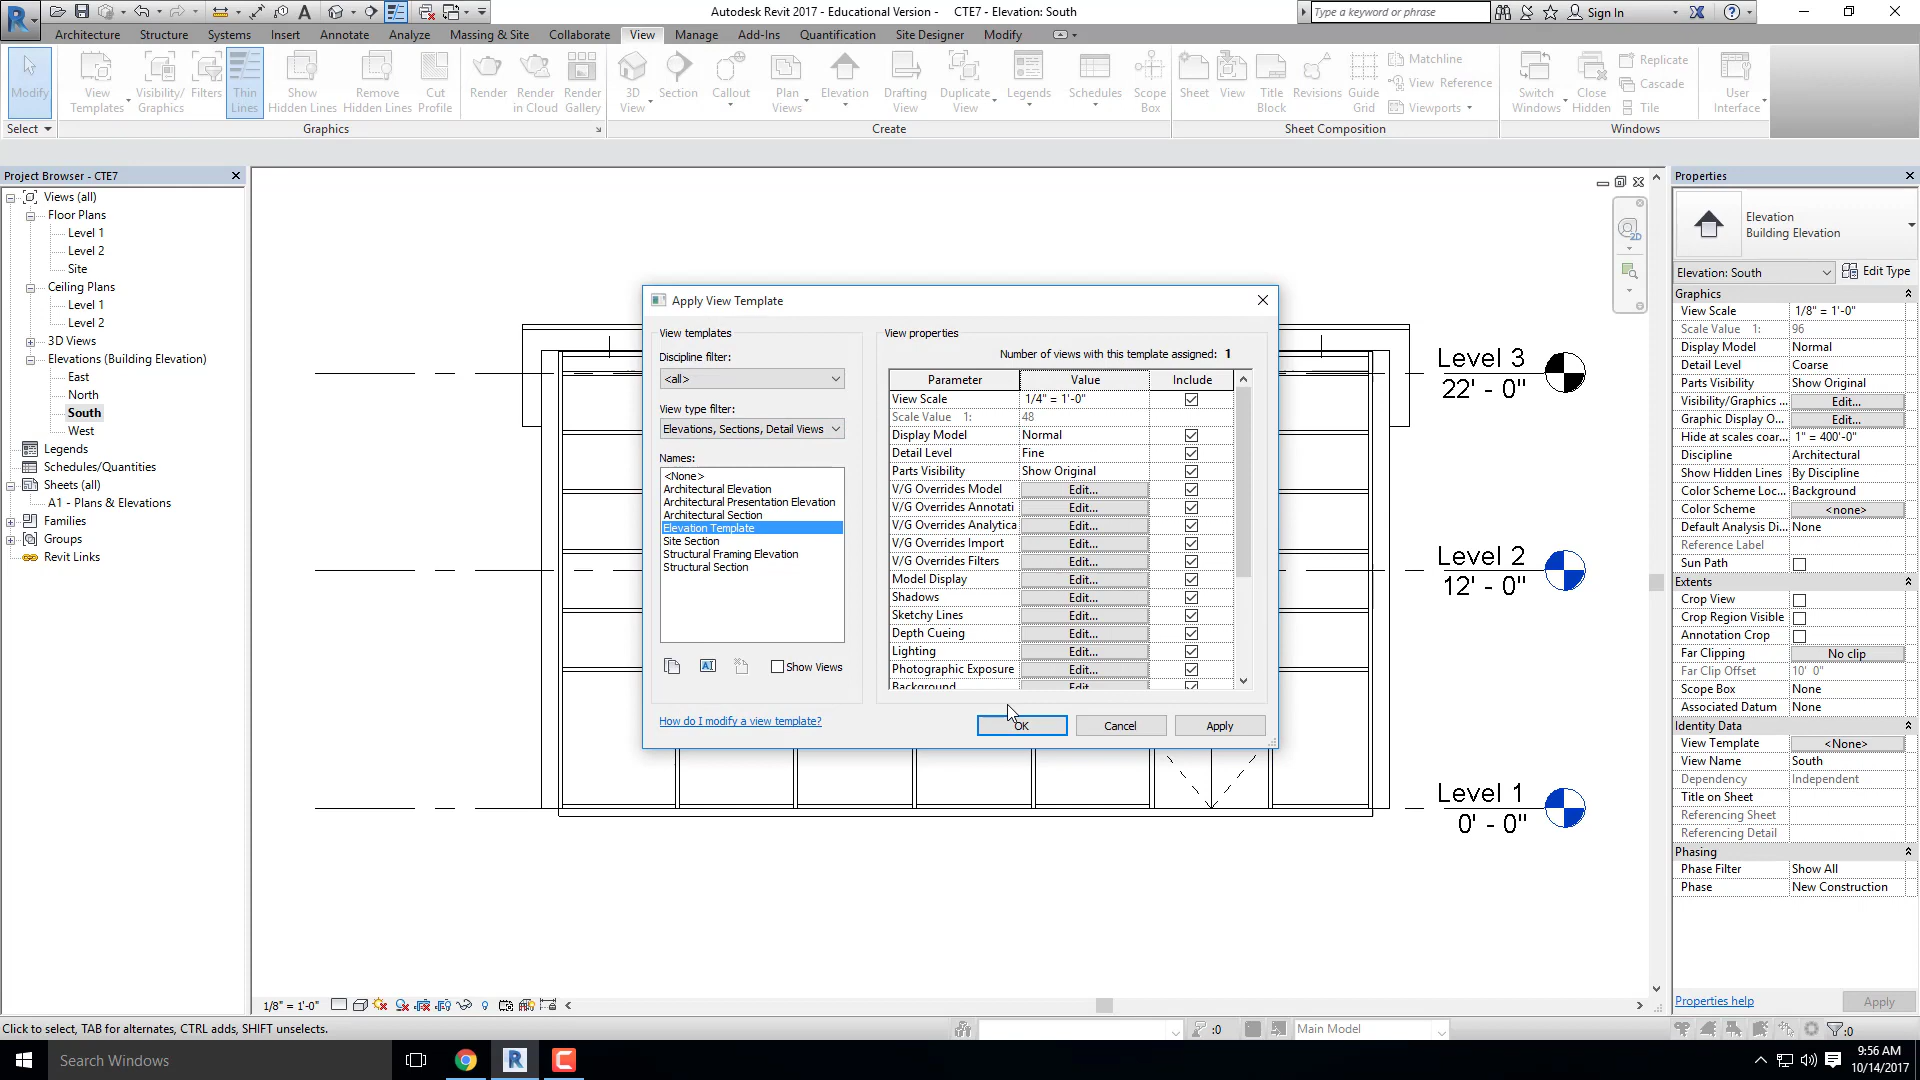 Autodesk Revit 2017 - Educational Version - CTE7 - Elevation: South
Type a keyword or phrase
Sign In
Architecture Structure Systems Insert Annotate Analyze Massing & Site Collaborate View Manage Add-Ins Quantification Site Designer Modify
Modify
View Templates
Visibility/ Graphics
Filters
Thin Lines
Show Hidden Lines
Remove Hidden Lines
Cut Profile
Render
Render in Cloud
Render Gallery
3D View
Section
Callout
Plan Views
Elevation
Drafting View
Duplicate View
Legends
Schedules
Scope Box
Sheet
View
Title Block
Revisions
Guide Grid
Matchline
View Reference
Viewports
Switch Windows
Close Hidden
Replicate
Cascade
Tile
User Interface
Select
Graphics
Create
Sheet Composition
Windows
Project Browser - CTE7
Views (all)
Floor Plans
Level 1
Level 2
Site
Ceiling Plans
Level 1
Level 2
3D Views
Elevations (Building Elevation)
East
North
South
West
Legends
Schedules/Quantities
Sheets (all)
A1 - Plans & Elevations
Families
Groups
Revit Links
2D
Level 3
22' - 0"
Level 2
12' - 0"
Level 1
0' - 0"
Apply View Template
View templates
Discipline filter:
<all>
View type filter:
Elevations, Sections, Detail Views
Names:
<None>
Architectural Elevation
Architectural Presentation Elevation
Architectural Section
Elevation Template
Site Section
Structural Framing Elevation
Structural Section
Show Views
How do I modify a view template?
View properties
Number of views with this template assigned: 1
Parameter Value Include
View Scale 1/4" = 1'-0"
Scale Value 1: 48
Display Model Normal
Detail Level Fine
Parts Visibility Show Original
V/G Overrides Model Edit...
V/G Overrides Annotati Edit...
V/G Overrides Analytica Edit...
V/G Overrides Import Edit...
V/G Overrides Filters Edit...
Model Display Edit...
Shadows Edit...
Sketchy Lines Edit...
Depth Cueing Edit...
Lighting Edit...
Photographic Exposure Edit...
Background Edit
OK Cancel Apply
Properties
Elevation
Building Elevation
Elevation: South Edit Type
Graphics
View Scale 1/8" = 1'-0"
Scale Value 1: 96
Display Model Normal
Detail Level Coarse
Parts Visibility Show Original
Visibility/Graphics ... Edit...
Graphic Display O... Edit...
Hide at scales coar... 1" = 400'-0"
Discipline Architectural
Show Hidden Lines By Discipline
Color Scheme Loc... Background
Color Scheme <none>
Default Analysis Di... None
Reference Label
Sun Path
Extents
Crop View
Crop Region Visible
Annotation Crop
Far Clipping No clip
Far Clip Offset 10' 0"
Scope Box None
Associated Datum None
Identity Data
View Template <None>
View Name South
Dependency Independent
Title on Sheet
Referencing Sheet
Referencing Detail
Phasing
Phase Filter Show All
Phase New Construction
Properties help Apply
1/8" = 1'-0"
Click to select, TAB for alternates, CTRL adds, SHIFT unselects.
:0
Main Model
:0
Search Windows
9:56 AM
10/14/2017